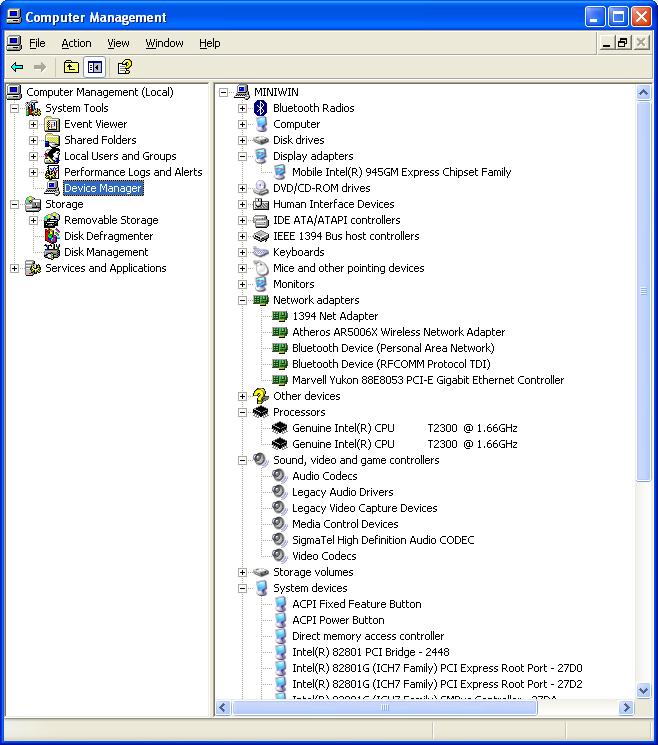 Computer Management
File Action View Window Help
Computer Management (Local)
System Tools
Event Viewer
Shared Folders
Local Users and Groups
Performance Logs and Alerts
Device Manager
Storage
Removable Storage
Disk Defragmenter
Disk Management
Services and Applications
MINIWIN
Bluetooth Radios
Computer
Disk drives
Display adapters
Mobile Intel(R) 945GM Express Chipset Family
DVD/CD-ROM drives
Human Interface Devices
IDE ATA/ATAPI controllers
IEEE 1394 Bus host controllers
Keyboards
Mice and other pointing devices
Monitors
Network adapters
1394 Net Adapter
Atheros AR5006X Wireless Network Adapter
Bluetooth Device (Personal Area Network)
Bluetooth Device (RFCOMM Protocol TDI)
Marvell Yukon 88E8053 PCI-E Gigabit Ethernet Controller
Other devices
Processors
Genuine Intel(R) CPU T2300 @ 1.66GHz
Genuine Intel(R) CPU T2300 @ 1.66GHz
Sound, video and game controllers
Audio Codecs
Legacy Audio Drivers
Legacy Video Capture Devices
Media Control Devices
SigmaTel High Definition Audio CODEC
Video Codecs
Storage volumes
System devices
ACPI Fixed Feature Button
ACPI Power Button
Direct memory access controller
Intel(R) 82801 PCI Bridge - 2448
Intel(R) 82801G (ICH7 Family) PCI Express Root Port - 27D0
Intel(R) 82801G (ICH7 Family) PCI Express Root Port - 27D2
Intel(R) 82801G (ICH7 Family) SMBus Controller - 27DA